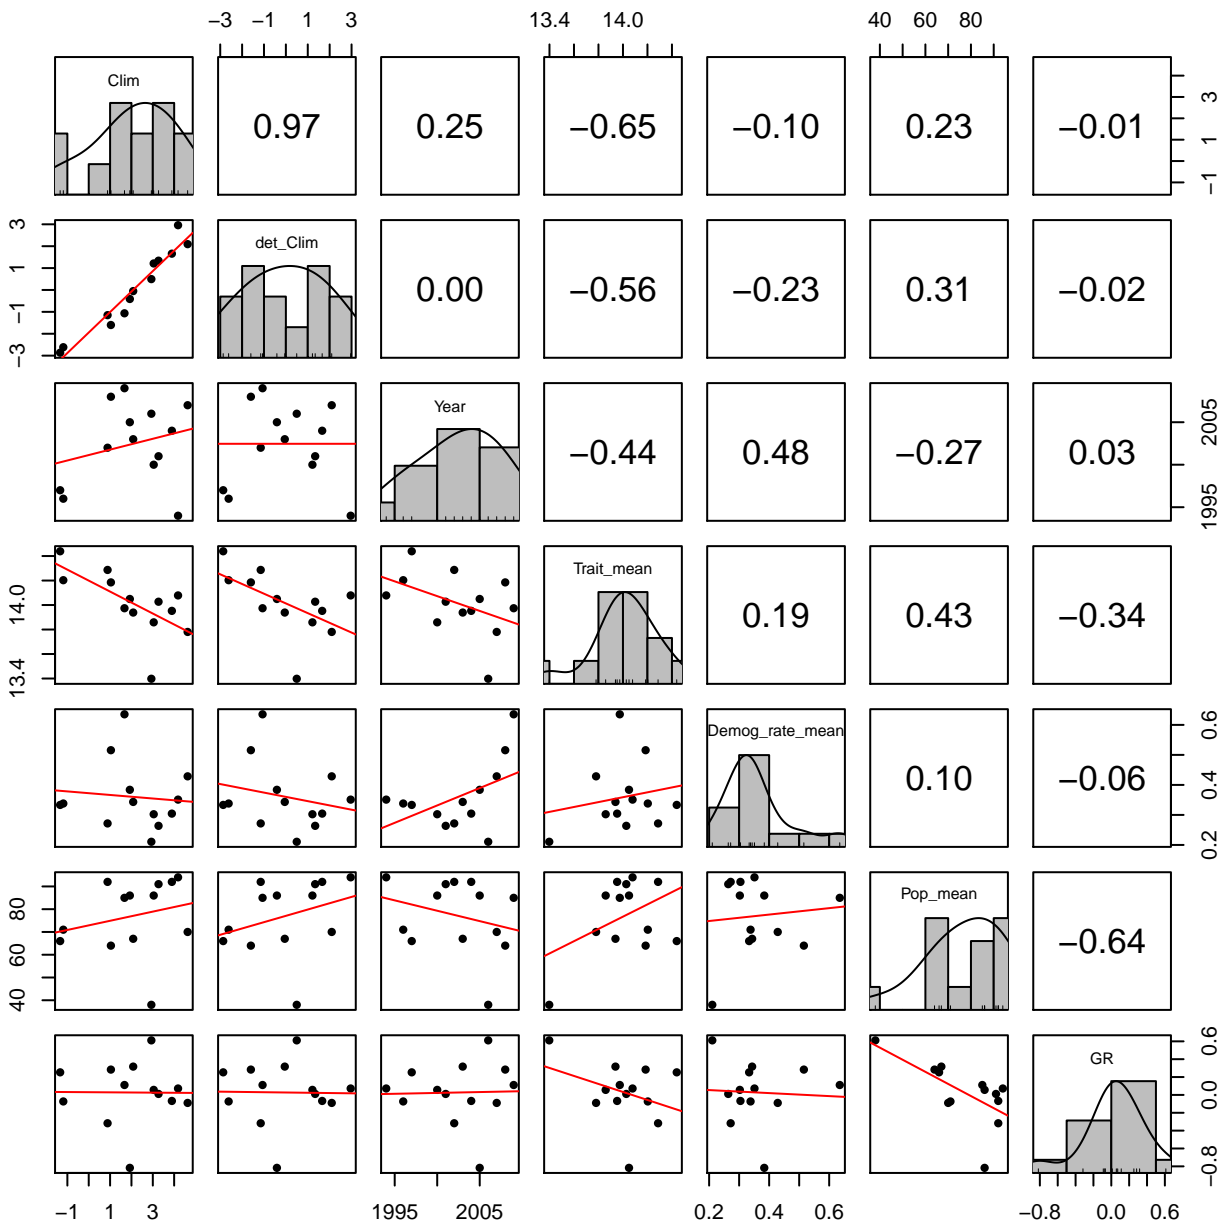 −3 −1 1 3 13.4 14.0 40 60 80
Clim 0.97 0.25 −0.65 −0.10 0.23 −0.01 −1 1 3
−3 −1 1 3 det_Clim 0.00 −0.56 −0.23 0.31 −0.02
Year −0.44 0.48 −0.27 0.03 1995 2005
13.4 14.0 Trait_mean 0.19 0.43 −0.34
Demog_rate_mean 0.10 −0.06 0.2 0.4 0.6
40 60 80 Pop_mean −0.64
GR −0.8 0.0 0.6
−1 1 3 1995 2005 0.2 0.4 0.6 −0.8 0.0 0.6